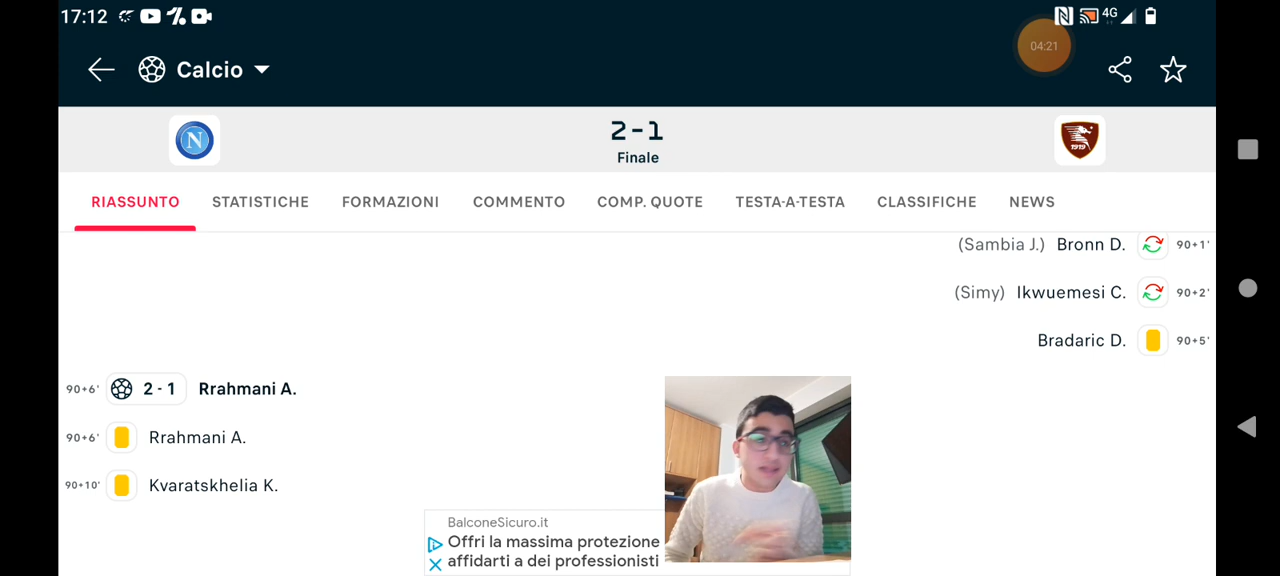 17:12 4G
04:21
Calcio
N 2-1 1919
Finale
RIASSUNTO STATISTICHE FORMAZIONI COMMENTO COMP. QUOTE TESTA-A-TESTA CLASSIFICHE NEWS
(Sambia J.) Bronn D. 90+1'
(Simy) Ikwuemesi C. 90+2'
Bradaric D. 90+5'
90+6' 2 - 1 Rrahmani A.
90+6' Rrahmani A.
90+10' Kvaratskhelia K.
BalconeSicuro.it
Offri la massima protezione
affidarti a dei professionisti